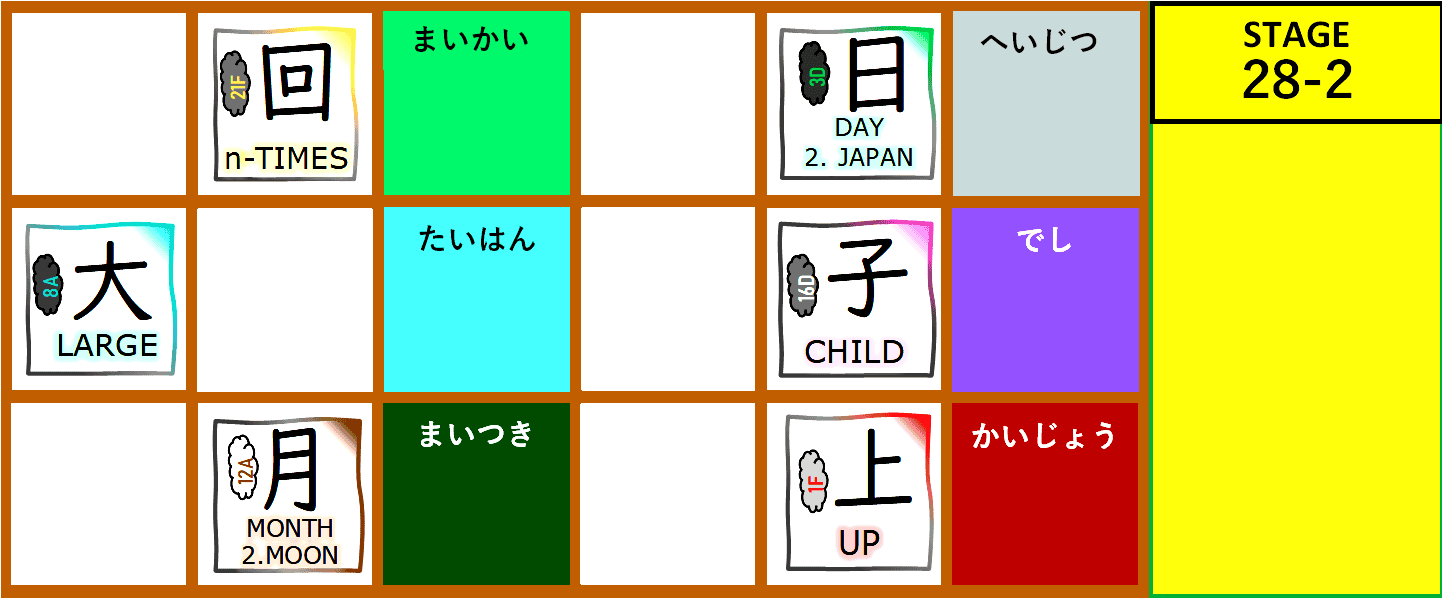 21F
回
n-TIMES
まいかい
3D
日
DAY
2. JAPAN
へいじつ
STAGE
28-2
8A
大
LARGE
たいはん
16D
子
CHILD
でし
12A
月
MONTH
2.MOON
まいつき
1F
上
UP
かいじょう